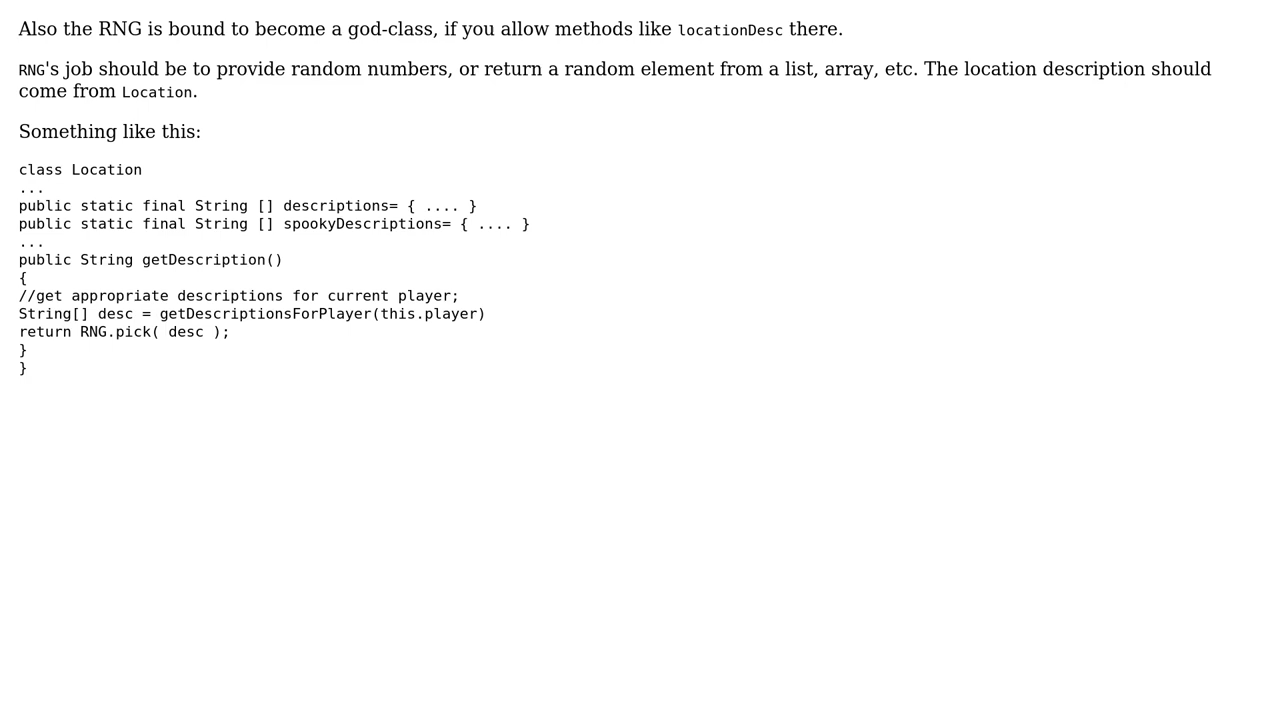 Also the RNG is bound to become a god-class, if you allow methods like locationDesc there.
RNG's job should be to provide random numbers, or return a random element from a list, array, etc. The location description should
come from Location.
Something like this:
class Location
...
public static final String [] descriptions= { .... }
public static final String [] spookyDescriptions= { .... }
...
public String getDescription()
{
//get appropriate descriptions for current player;
String[] desc = getDescriptionsForPlayer(this.player)
return RNG.pick( desc );
}
}